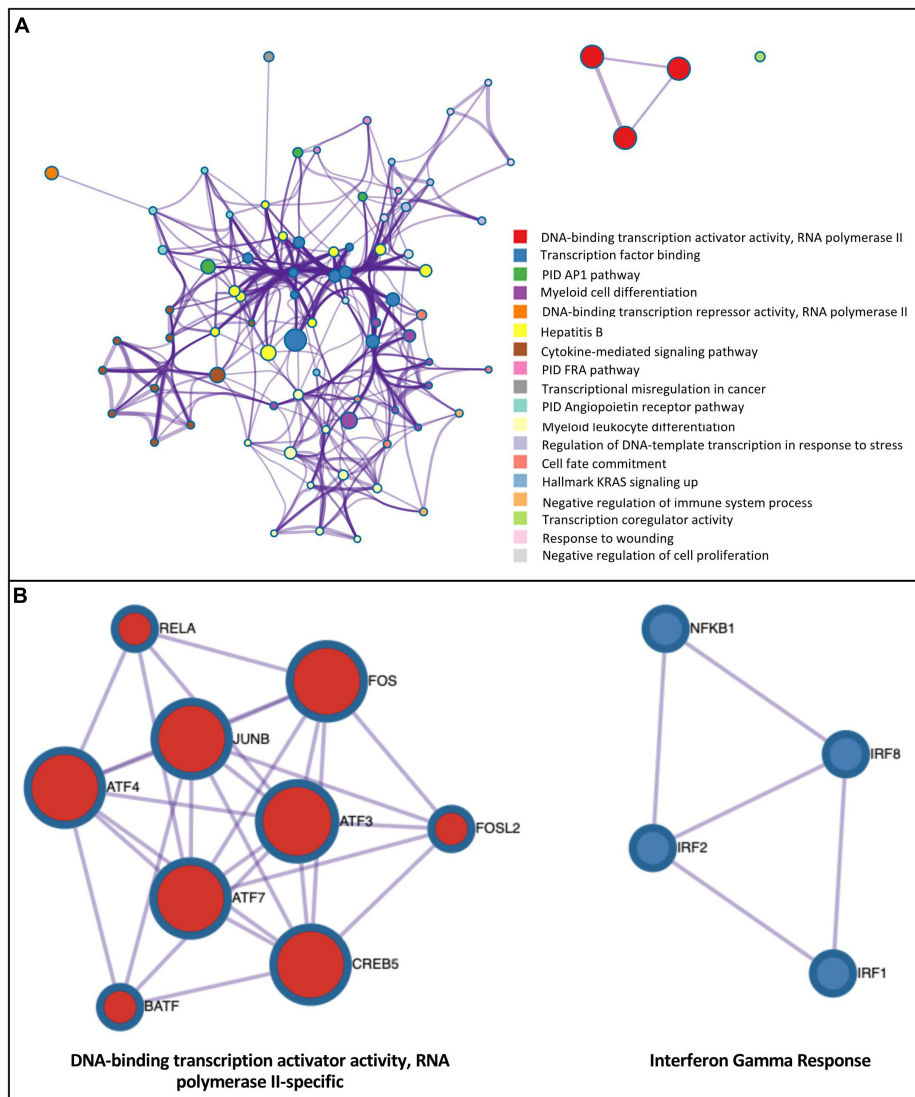 A
DNA-binding transcription activator activity, RNA polymerase II
Transcription factor binding
PID AP1 pathway
Myeloid cell differentiation
DNA-binding transcription repressor activity, RNA polymerase II
Hepatitis B
Cytokine-mediated signaling pathway
PID FRA pathway
Transcriptional misregulation in cancer
PID Angiopoietin receptor pathway
Myeloid leukocyte differentiation
Regulation of DNA-template transcription in response to stress
Cell fate commitment
Hallmark KRAS signaling up
Negative regulation of immune system process
Transcription coregulator activity
Response to wounding
Negative regulation of cell proliferation
B
RELA
FOS
JUNB
ATF4
ATF3
FOSL2
ATF7
CREB5
BATF
DNA-binding transcription activator activity, RNA
polymerase II-specific
NFKB1
IRF8
IRF2
IRF1
Interferon Gamma Response